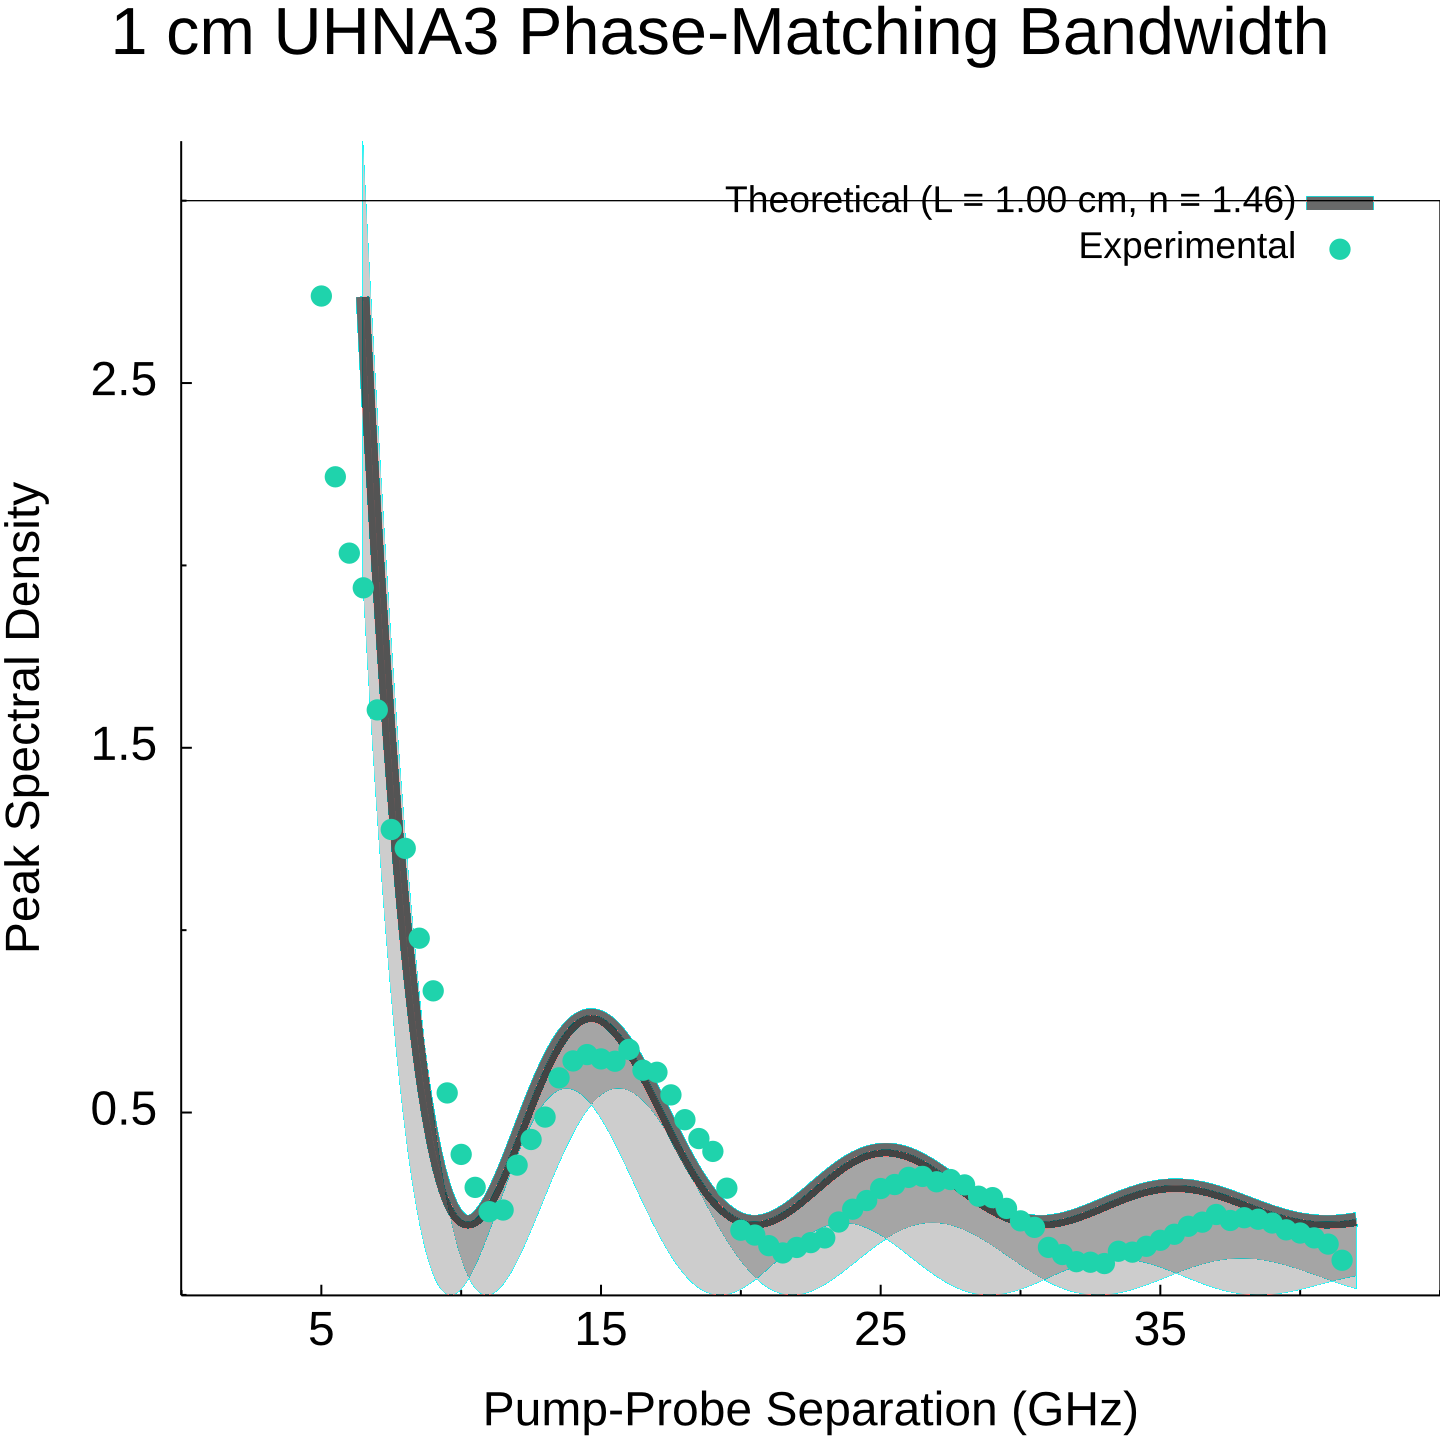 1 cm UHNA3 Phase-Matching Bandwidth
Theoretical (L = 1.00 cm, n = 1.46)
Experimental
2.5
1.5
0.5
Peak Spectral Density
5 15 25 35
Pump-Probe Separation (GHz)